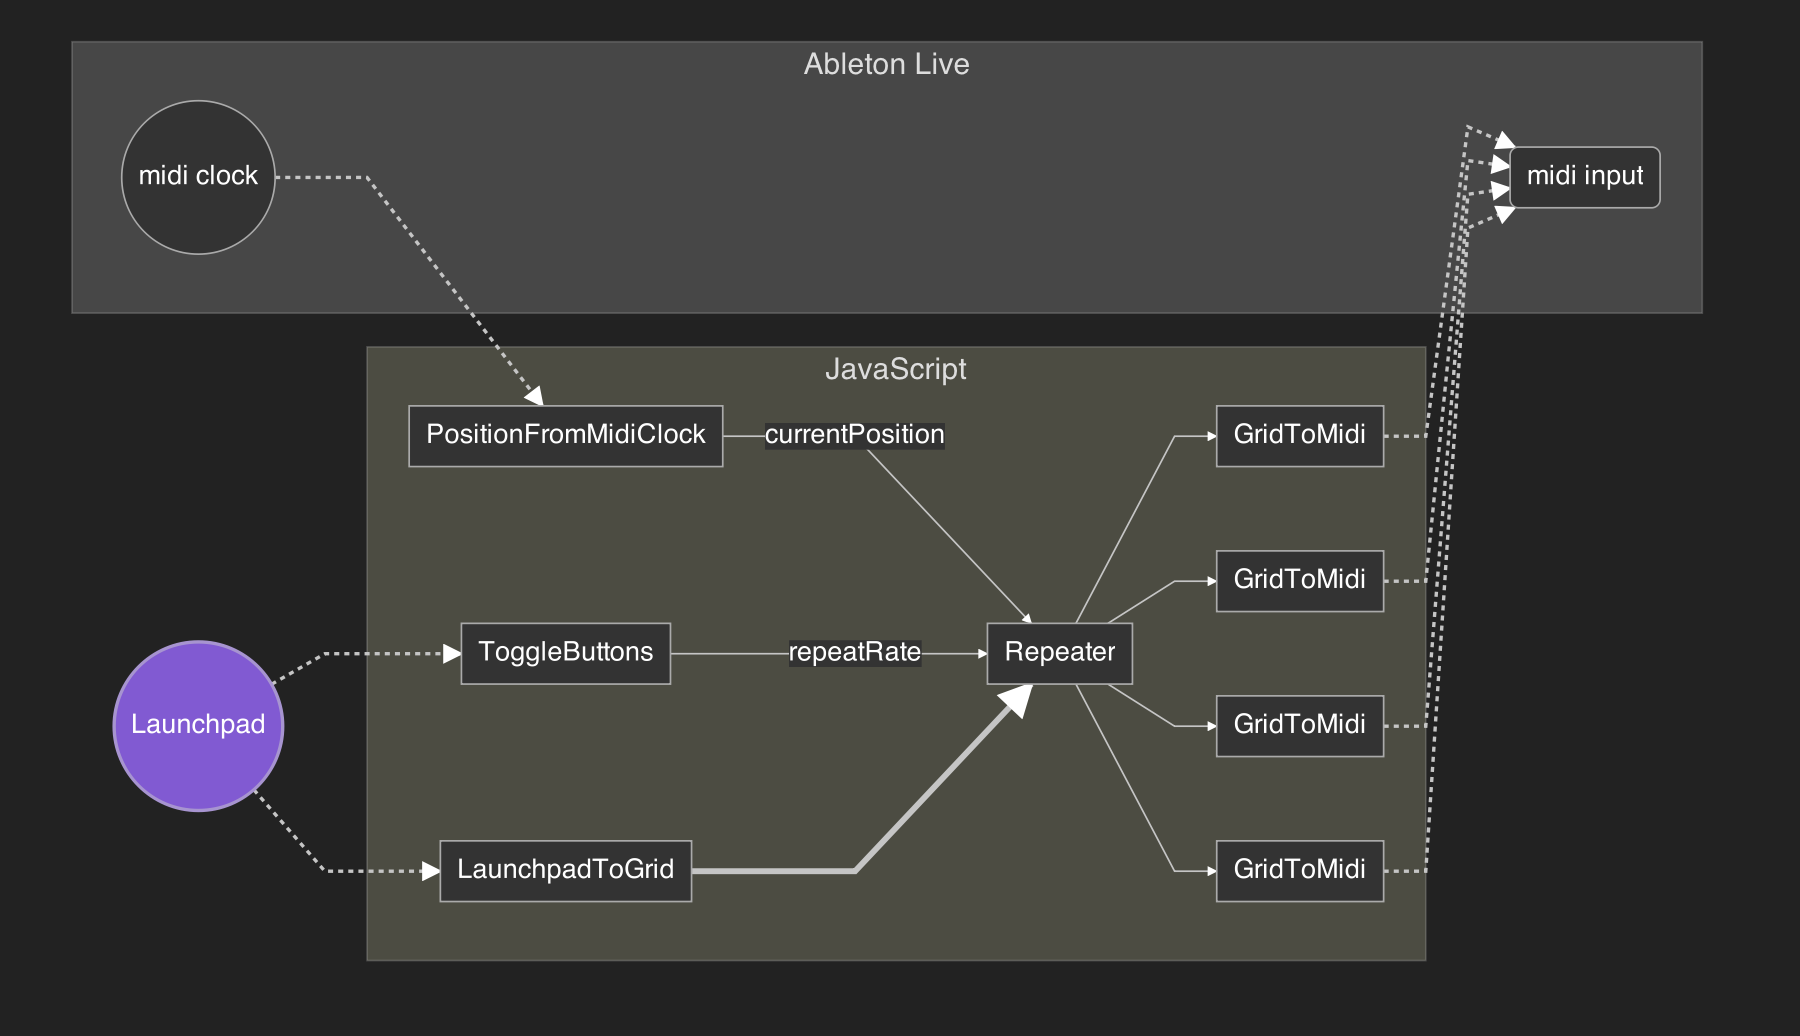 Ableton Live
midi clock
midi input
JavaScript
PositionFromMidiClock
currentPosition
GridToMidi
GridToMidi
ToggleButtons
repeatRate
Repeater
Launchpad
GridToMidi
LaunchpadToGrid
GridToMidi